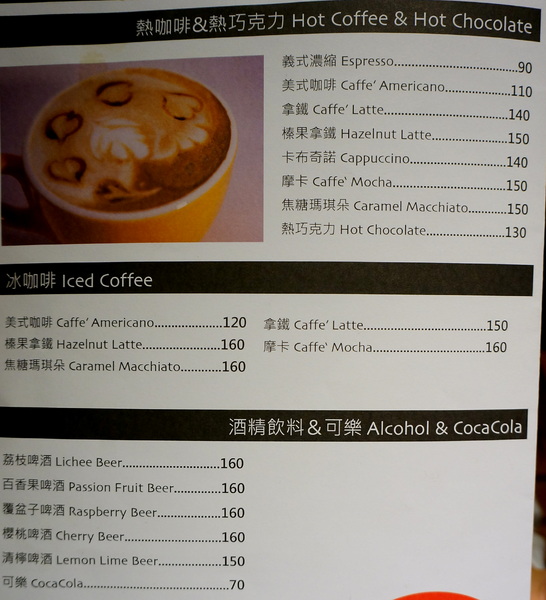 熱咖啡&熱巧克力 Hot Coffee & Hot Chocolate
義式濃縮 Espresso..................................90
美式咖啡 Caffe' Americano....................110
拿鐵 Caffe' Latte..................................140
榛果拿鐵 Hazelnut Latte......................150
卡布奇諾 Cappuccino..........................140
摩卡 Caffe' Mocha..............................150
焦糖瑪琪朵 Caramel Macchiato..........150
熱巧克力 Hot Chocolate......................130
冰咖啡 Iced Coffee
美式咖啡 Caffe' Americano......................120
榛果拿鐵 Hazelnut Latte.........................160
焦糖瑪琪朵 Caramel Macchiato............160
拿鐵 Caffe' Latte..................................150
摩卡 Caffe' Mocha..............................160
酒精飲料&可樂 Alcohol & CocaCola
荔枝啤酒 Lichee Beer............................160
百香果啤酒 Passion Fruit Beer..............160
覆盆子啤酒 Raspberry Beer..................160
櫻桃啤酒 Cherry Beer............................160
清檸啤酒 Lemon Lime Beer..................150
可樂 CocaCola........................................70